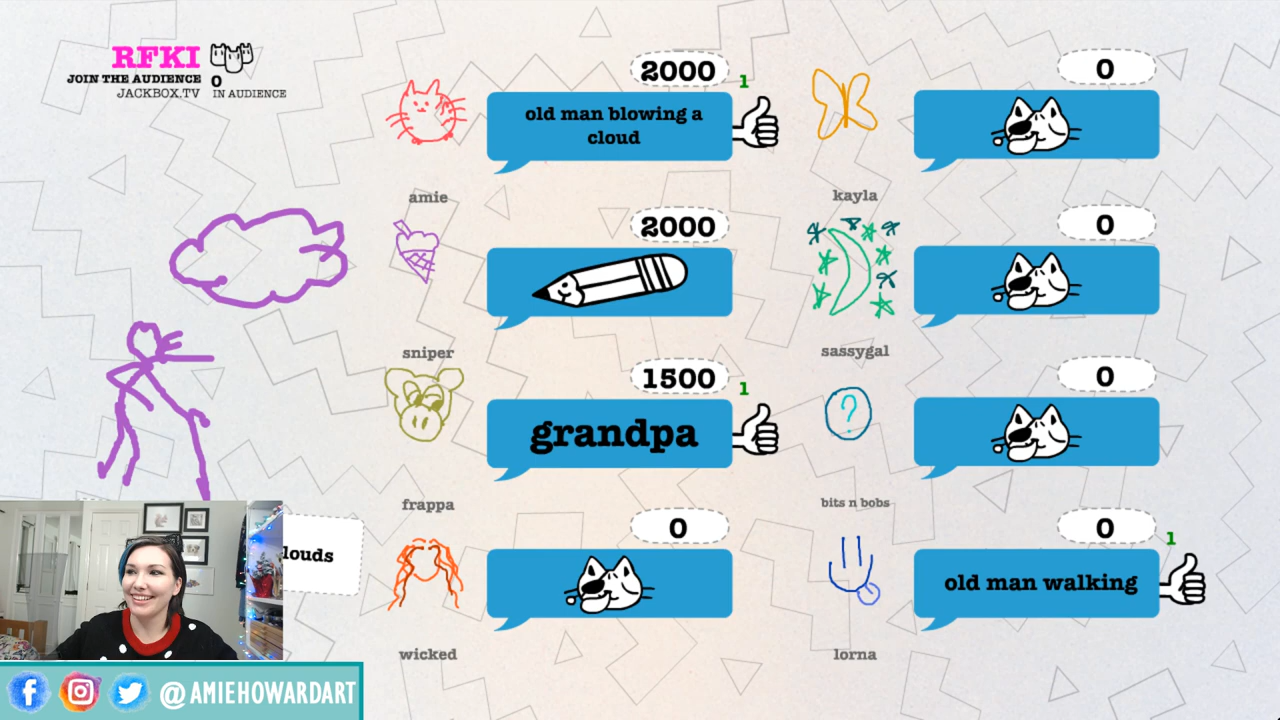 RFKI
JOIN THE AUDIENCE
JACKBOX.TV
0
IN AUDIENCE
2000
1
old man blowing a
cloud
amie
0
kayla
2000
sniper
0
sassygal
1500
1
grandpa
frappa
0
?
bits n bobs
louds
0
wicked
0
1
old man walking
lorna
f
@AMIEHOWARDART